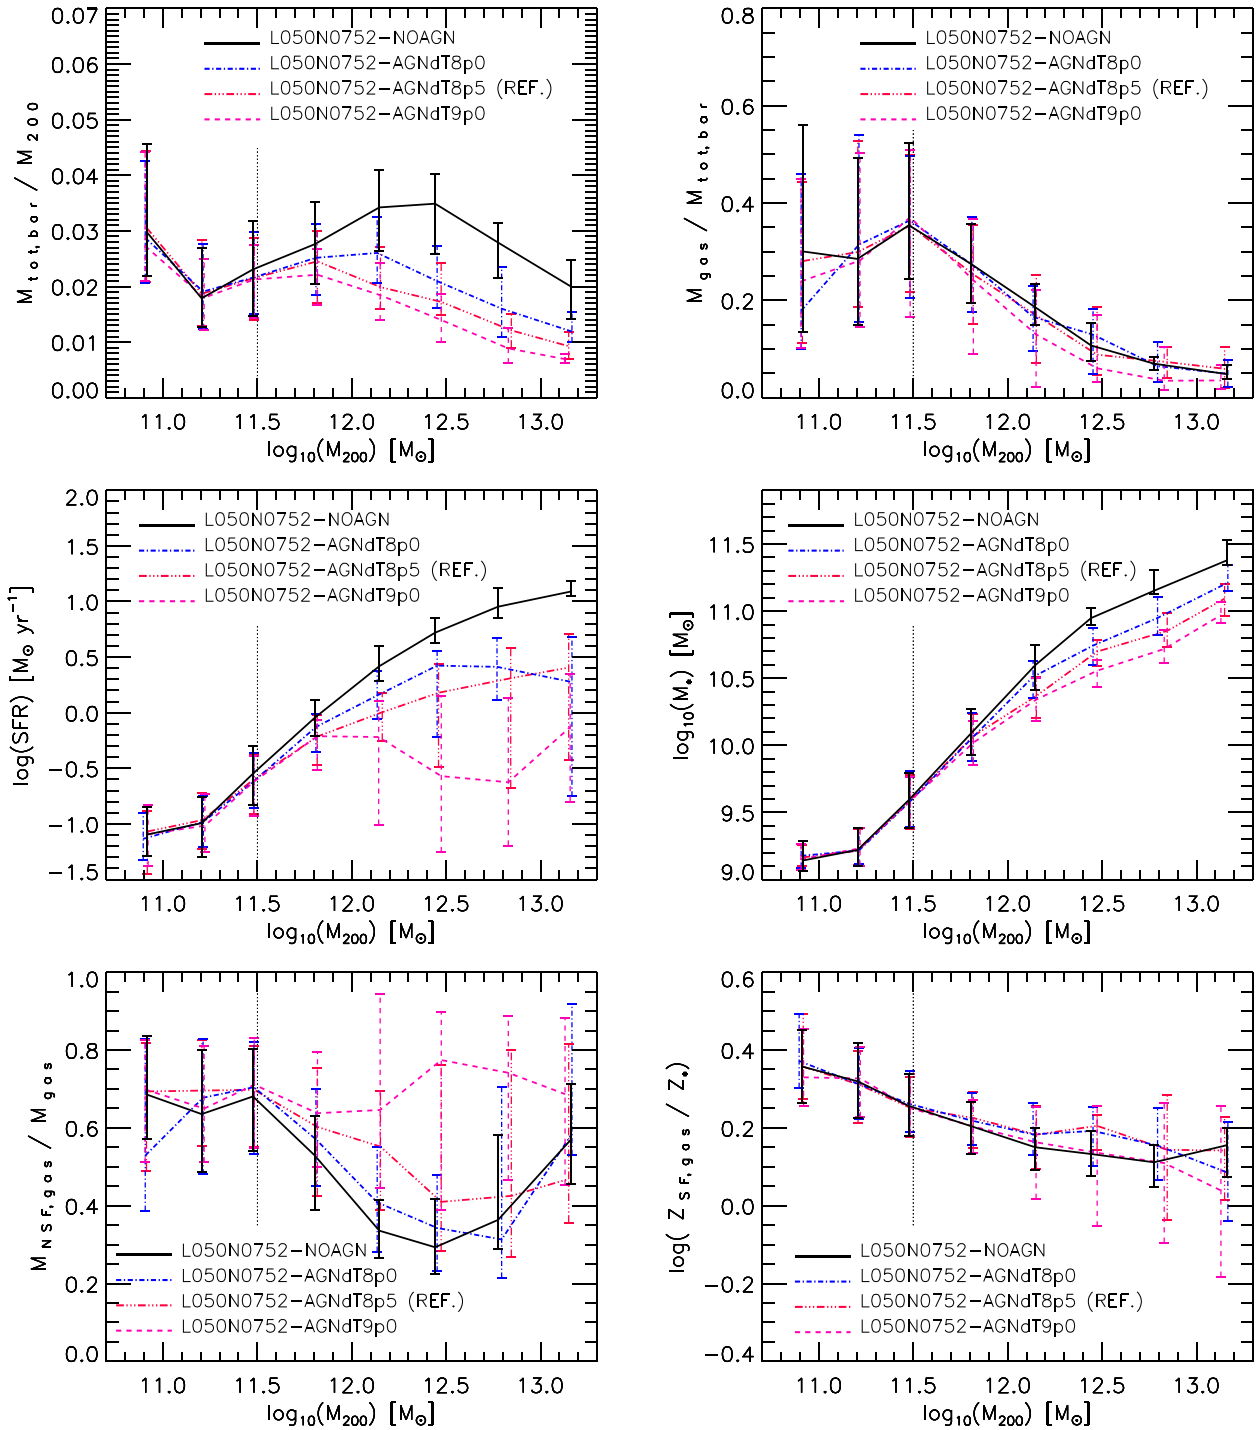 0.07
0.06
0.05
0.04
0.03
0.02
0.01
0.00
M tot,bar / M 200
L050N0752-NOAGN
L050N0752-AGNdT8p0
L050N0752-AGNdT8p5 (REF.)
L050N0752-AGNdT9p0
11.0 11.5 12.0 12.5 13.0
log10(M200) [M⊙]
0.8
0.6
0.4
0.2
0.0
M gas / M tot,bar
L050N0752-NOAGN
L050N0752-AGNdT8p0
L050N0752-AGNdT8p5 (REF.)
L050N0752-AGNdT9p0
11.0 11.5 12.0 12.5 13.0
log10(M200) [M⊙]
2.0
1.5
1.0
0.5
0.0
-0.5
-1.0
-1.5
log(SFR) [M⊙ yr−1]
L050N0752-NOAGN
L050N0752-AGNdT8p0
L050N0752-AGNdT8p5 (REF.)
L050N0752-AGNdT9p0
11.0 11.5 12.0 12.5 13.0
log10(M200) [M⊙]
11.5
11.0
10.5
10.0
9.5
9.0
log10(M*) [M⊙]
L050N0752-NOAGN
L050N0752-AGNdT8p0
L050N0752-AGNdT8p5 (REF.)
L050N0752-AGNdT9p0
11.0 11.5 12.0 12.5 13.0
log10(M200) [M⊙]
1.0
0.8
0.6
0.4
0.2
0.0
M NSF,gas / M gas
L050N0752-NOAGN
L050N0752-AGNdT8p0
L050N0752-AGNdT8p5 (REF.)
L050N0752-AGNdT9p0
11.0 11.5 12.0 12.5 13.0
log10(M200) [M⊙]
0.6
0.4
0.2
0.0
-0.2
-0.4
log( Z SF,gas / Z* )
L050N0752-NOAGN
L050N0752-AGNdT8p0
L050N0752-AGNdT8p5 (REF.)
L050N0752-AGNdT9p0
11.0 11.5 12.0 12.5 13.0
log10(M200) [M⊙]